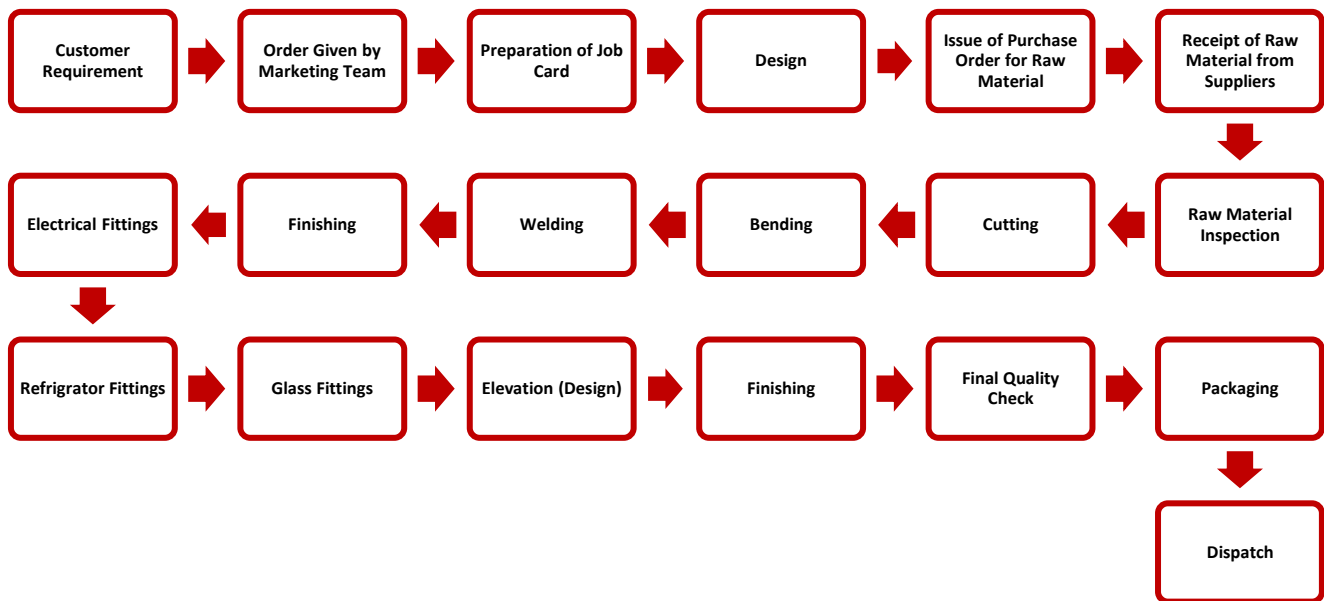 Customer
Requirement
Order Given by
Marketing Team
Preparation of Job
Card
Design
Issue of Purchase
Order for Raw
Material
Receipt of Raw
Material from
Suppliers
Raw Material
Inspection
Cutting
Bending
Welding
Finishing
Electrical Fittings
Refrigrator Fittings
Glass Fittings
Elevation (Design)
Finishing
Final Quality
Check
Packaging
Dispatch